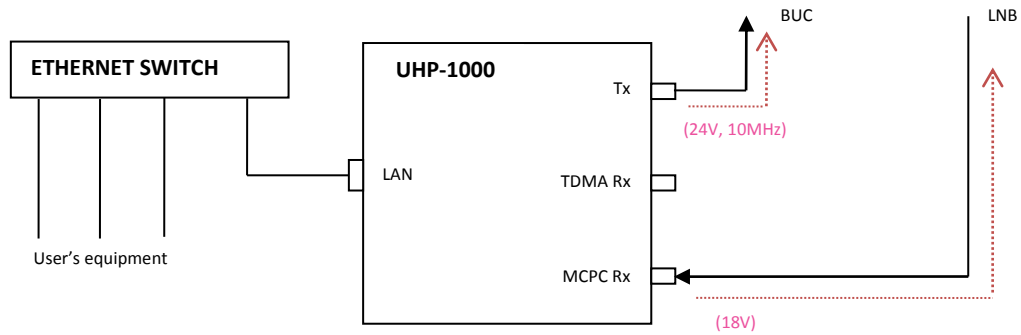 BUC
LNB
ETHERNET SWITCH
UHP-1000
Tx
(24V, 10MHz)
LAN
TDMA Rx
User’s equipment
MCPC Rx
(18V)